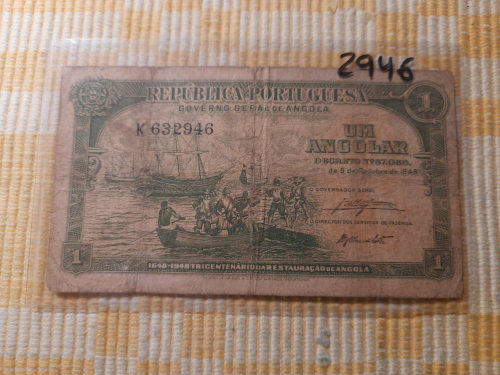 2946
REPÚBLICA PORTUGUESA
GOVERNO GERAL DE ANGOLA
1
K 632946
UM
ANGOLAR
O GOVERNADOR GERAL
O DIRECTOR DOS SERVIÇOS DE FAZENDA
1648-1948 TRICENTENÁRIO DA RESTAURAÇÃO DE ANGOLA
1
1